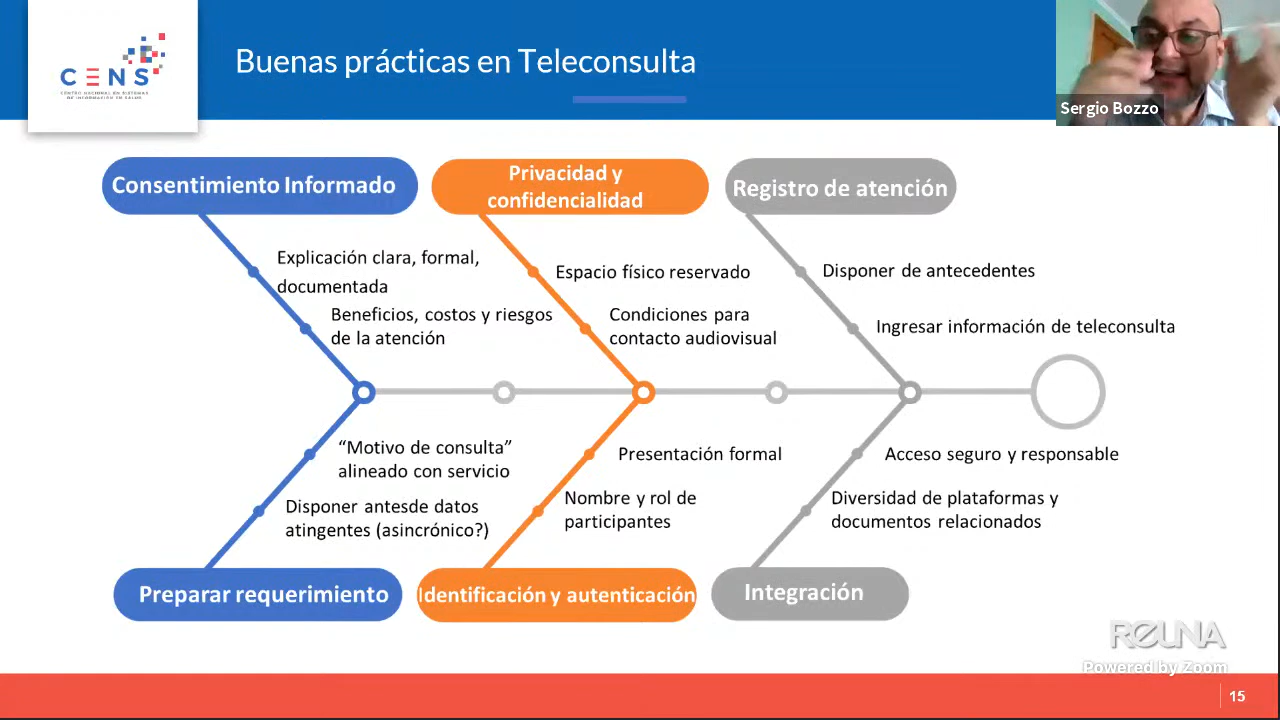 CENS
CENTRO NACIONAL EN SISTEMAS
DE INFORMACIÓN EN SALUD
Buenas prácticas en Teleconsulta
Sergio Bozzo
Consentimiento Informado
Privacidad y
confidencialidad
Registro de atención
Explicación clara, formal,
documentada
Beneficios, costos y riesgos
de la atención
Espacio físico reservado
Condiciones para
contacto audiovisual
Disponer de antecedentes
Ingresar información de teleconsulta
“Motivo de consulta”
alineado con servicio
Disponer antesde datos
atingentes (asincrónico?)
Presentación formal
Nombre y rol de
participantes
Acceso seguro y responsable
Diversidad de plataformas y
documentos relacionados
Preparar requerimiento
Identificación y autenticación
Integración
REUNA
Powered by Zoom
15